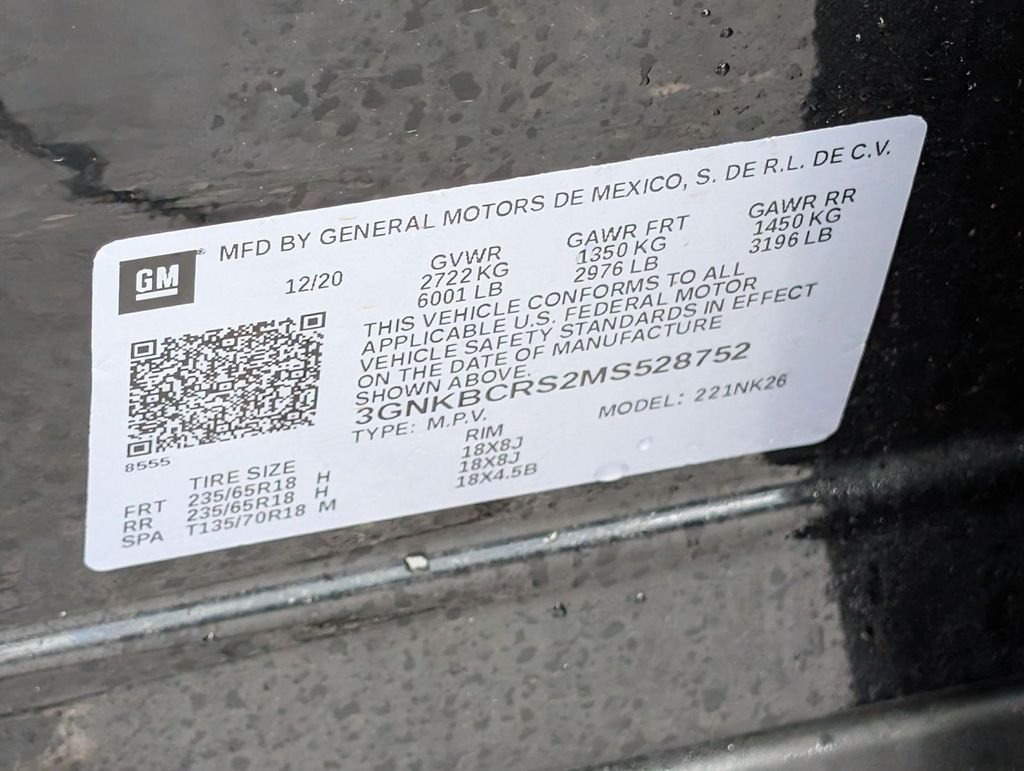 GM
MFD BY GENERAL MOTORS DE MEXICO, S. DE R.L. DE C.V.
12/20
GVWR
2722 KG
6001 LB
GAWR FRT
1350 KG
2976 LB
GAWR RR
1450 KG
3196 LB
THIS VEHICLE CONFORMS TO ALL
APPLICABLE U.S. FEDERAL MOTOR
VEHICLE SAFETY STANDARDS IN EFFECT
ON THE DATE OF MANUFACTURE
SHOWN ABOVE.
3GNKBCRS2MS528752
TYPE: M.P.V. MODEL: 221NK26
8555
TIRE SIZE RIM
FRT 235/65R18 H 18X8J
RR 235/65R18 H 18X8J
SPA T135/70R18 M 18X4.5B